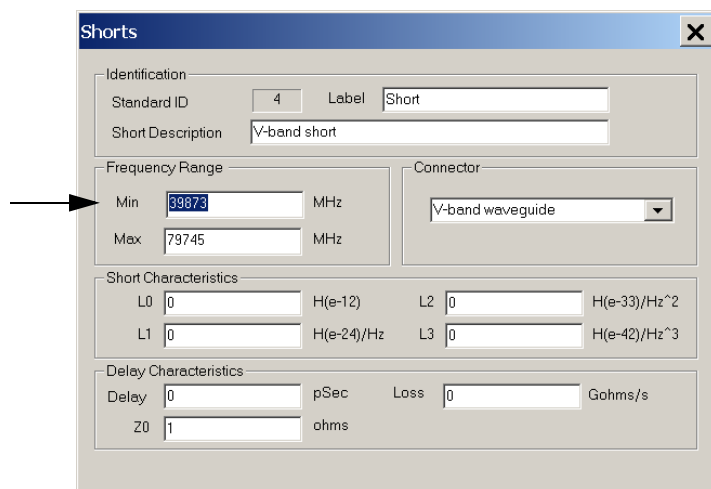 Shorts
Identification
Standard ID 4 Label Short
Short Description V-band short
Frequency Range
Min 39873 MHz
Max 79745 MHz
Connector
V-band waveguide
Short Characteristics
L0 0 H(e-12) L2 0 H(e-33)/Hz^2
L1 0 H(e-24)/Hz L3 0 H(e-42)/Hz^3
Delay Characteristics
Delay 0 pSec Loss 0 Gohms/s
Z0 1 ohms